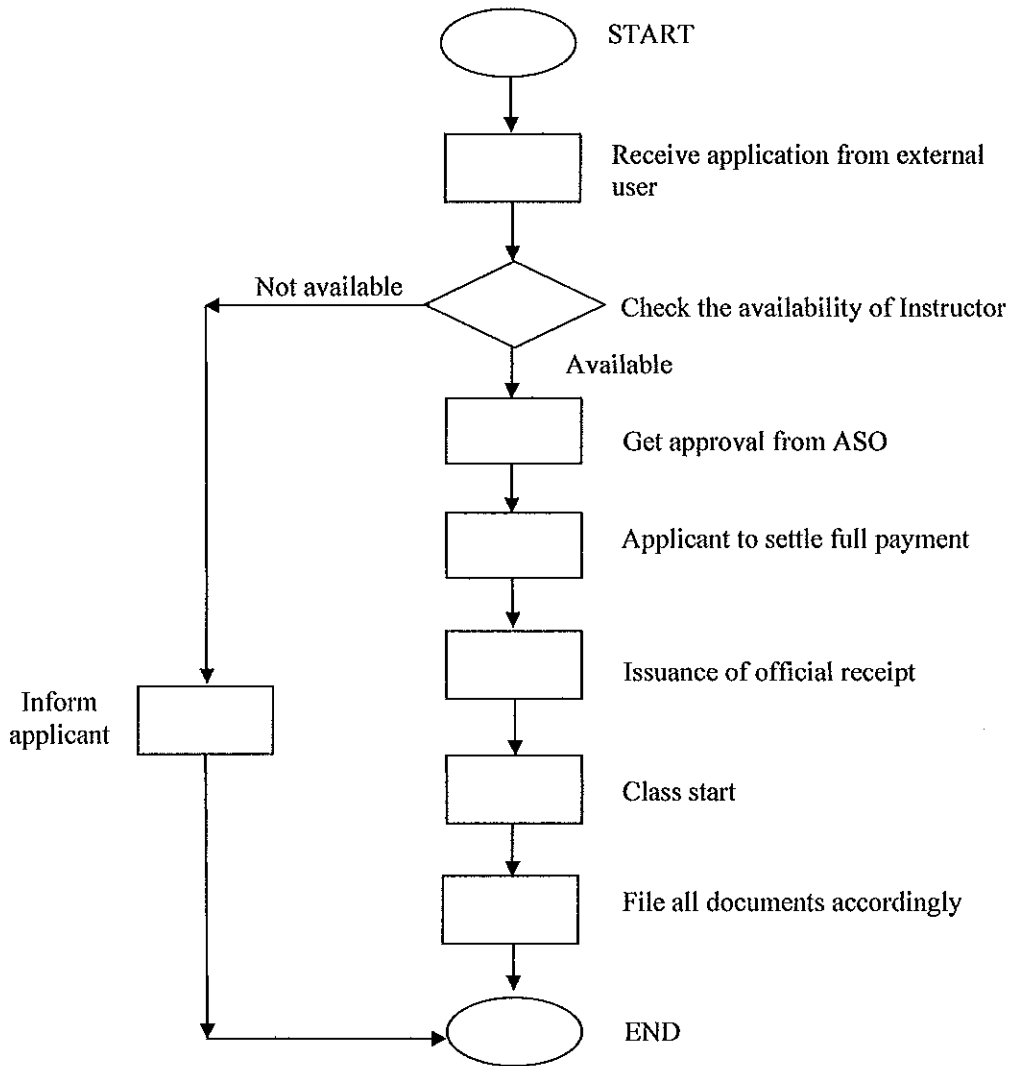 START
Receive application from external
user
Not available
Check the availability of Instructor
Available
Get approval from ASO
Applicant to settle full payment
Issuance of official receipt
Inform
applicant
Class start
File all documents accordingly
END